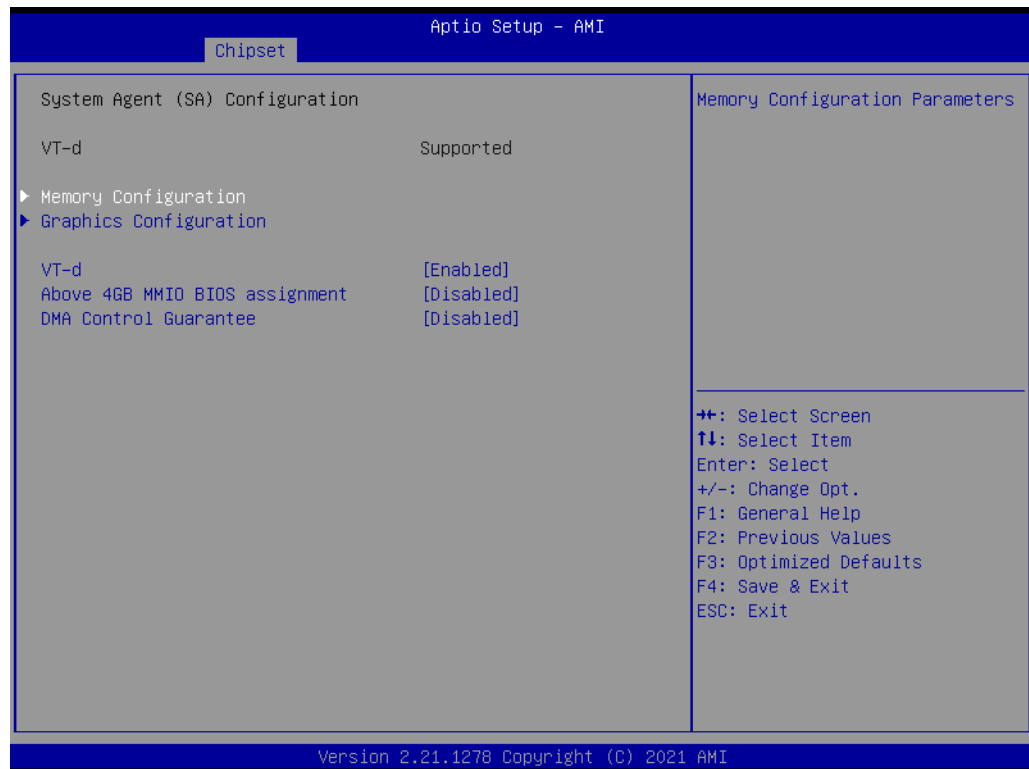 Aptio Setup – AMI
Chipset
System Agent (SA) Configuration
VT-d Supported
Memory Configuration
Graphics Configuration
VT-d [Enabled]
Above 4GB MMIO BIOS assignment [Disabled]
DMA Control Guarantee [Disabled]
Memory Configuration Parameters
→←: Select Screen
↑↓: Select Item
Enter: Select
+/-: Change Opt.
F1: General Help
F2: Previous Values
F3: Optimized Defaults
F4: Save & Exit
ESC: Exit
Version 2.21.1278 Copyright (C) 2021 AMI